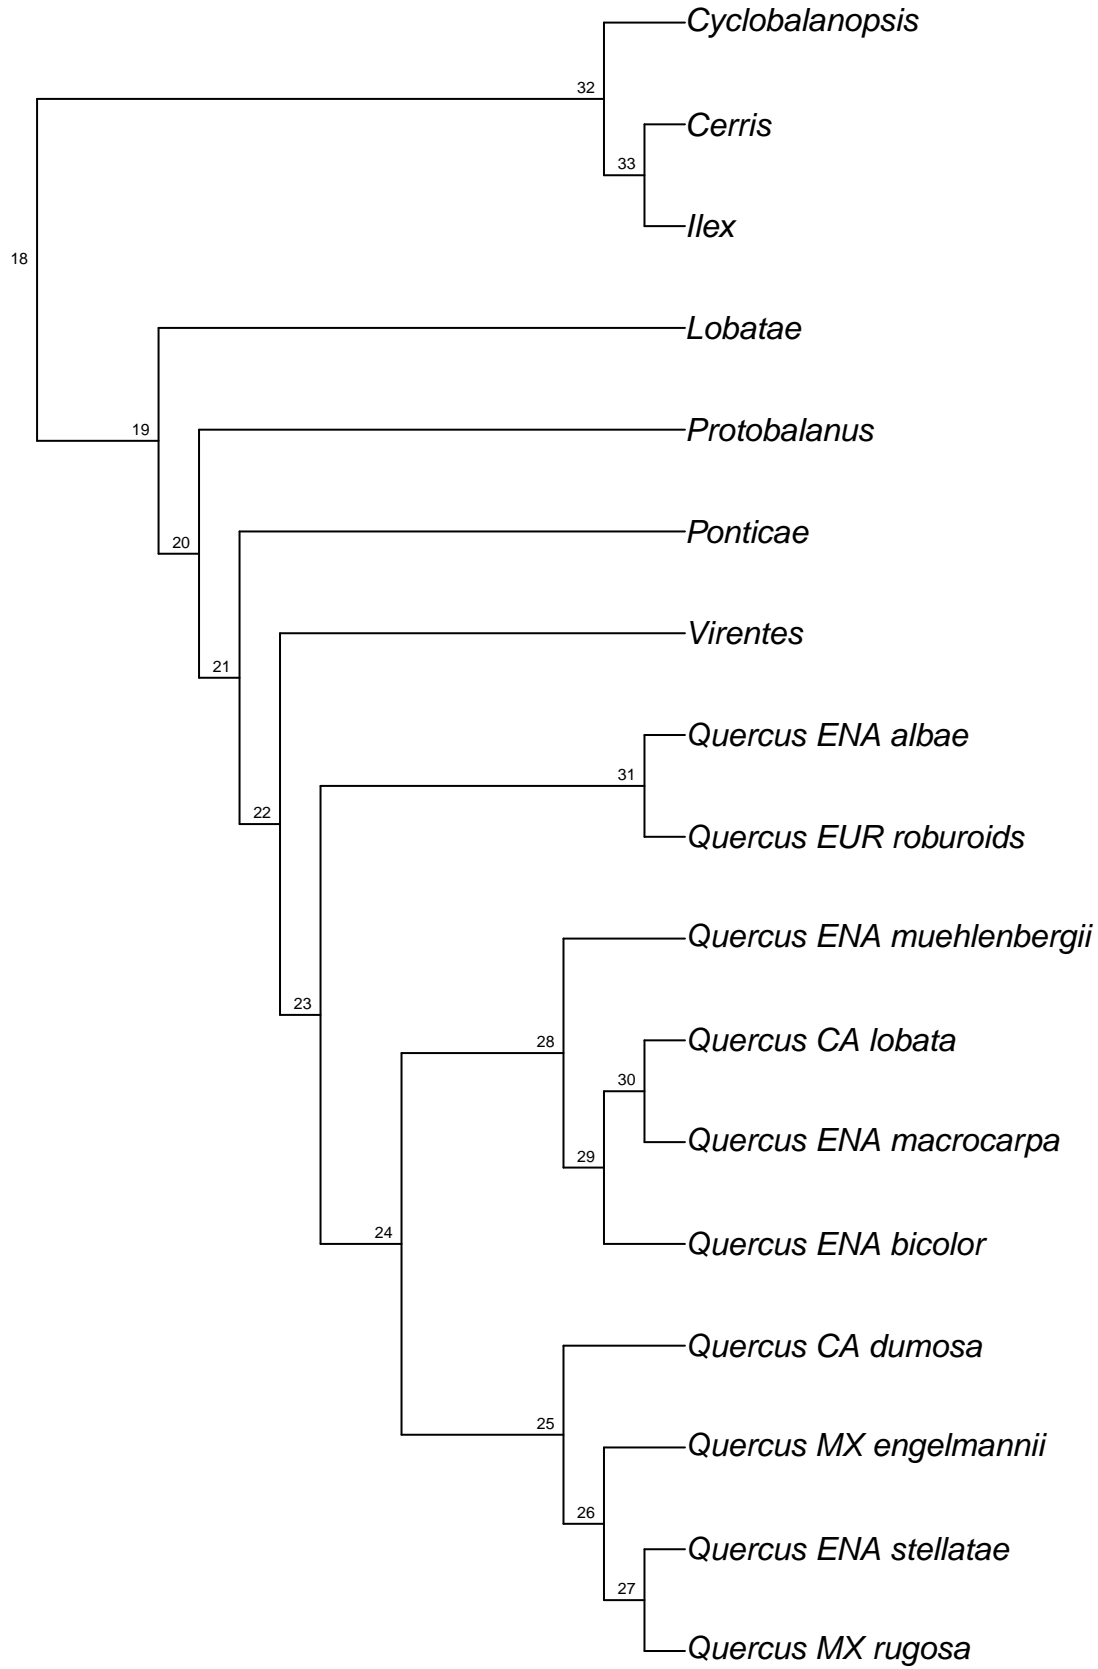 Cyclobalanopsis
32
Cerris
33
Ilex
18
Lobatae
19
Protobalanus
20
Ponticae
21
Virentes
22
Quercus ENA albae
31
Quercus EUR roburoids
Quercus ENA muehlenbergii
23
28
Quercus CA lobata
30
Quercus ENA macrocarpa
29
24
Quercus ENA bicolor
Quercus CA dumosa
25
Quercus MX engelmannii
26
Quercus ENA stellatae
27
Quercus MX rugosa